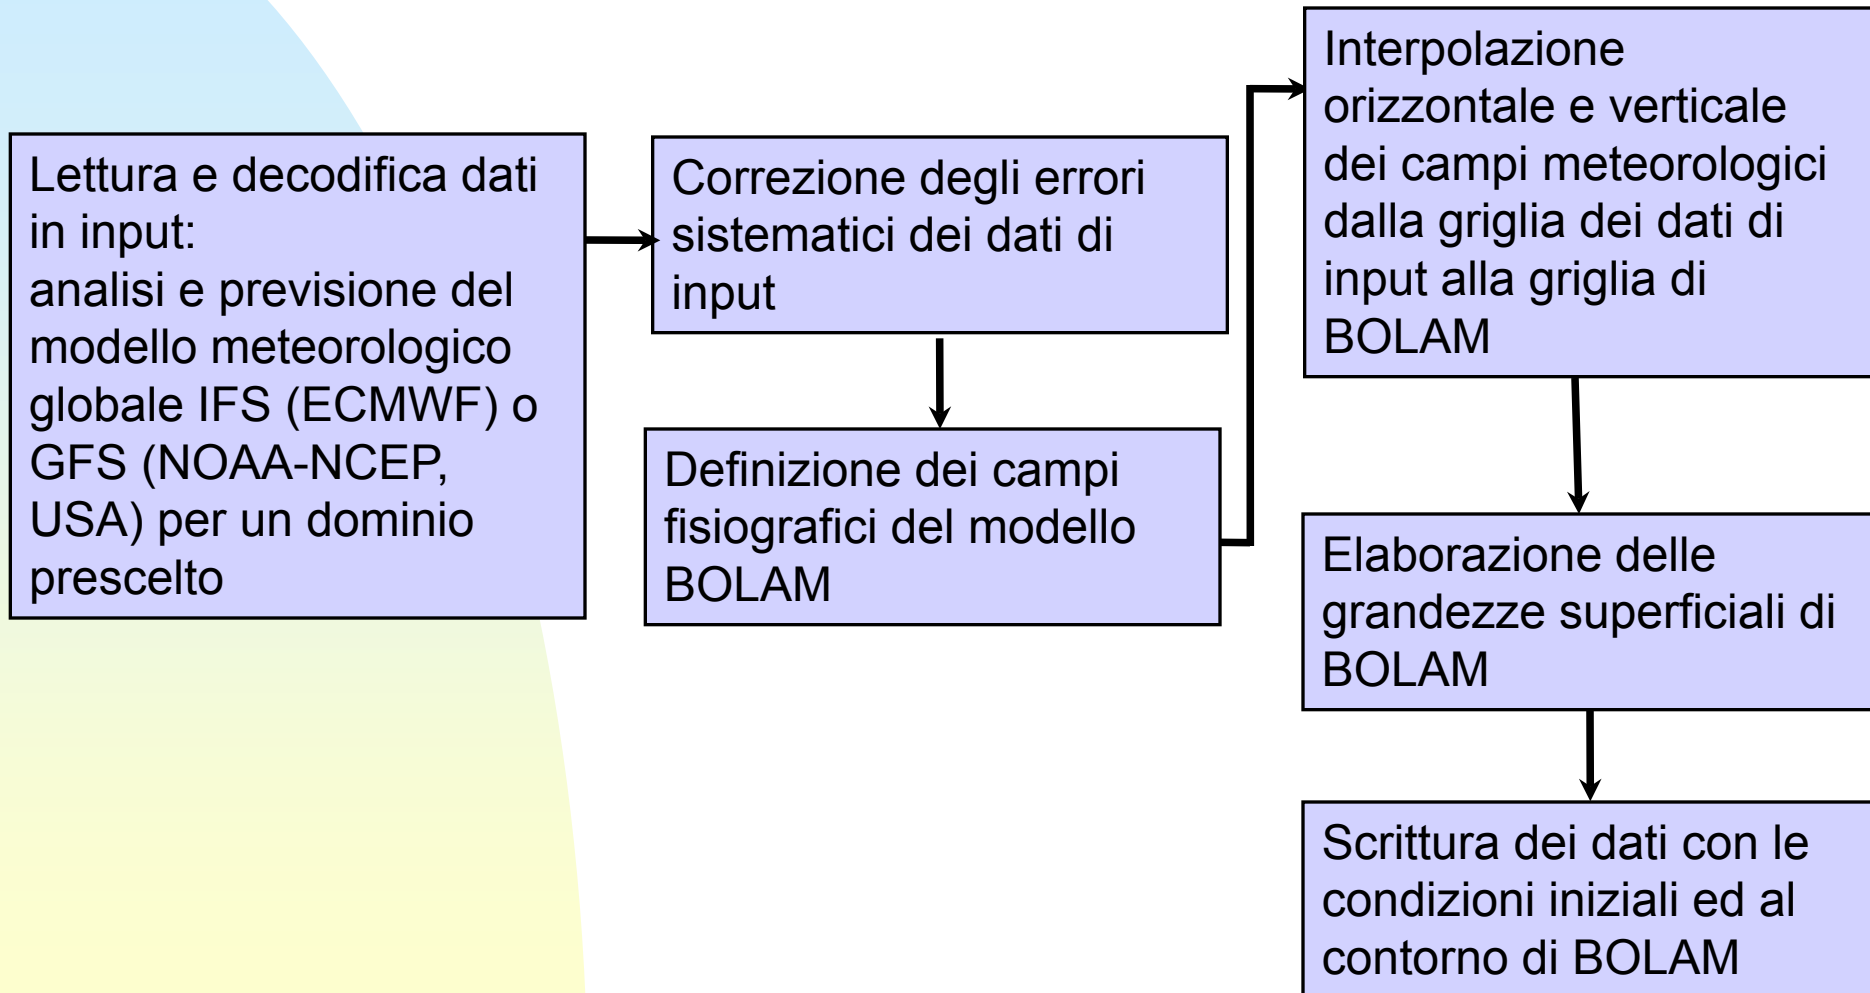 Lettura e decodifica dati
in input:
analisi e previsione del
modello meteorologico
globale IFS (ECMWF) o
GFS (NOAA-NCEP,
USA) per un dominio
prescelto
Correzione degli errori
sistematici dei dati di
input
Definizione dei campi
fisiografici del modello
BOLAM
Interpolazione
orizzontale e verticale
dei campi meteorologici
dalla griglia dei dati di
input alla griglia di
BOLAM
Elaborazione delle
grandezze superficiali di
BOLAM
Scrittura dei dati con le
condizioni iniziali ed al
contorno di BOLAM